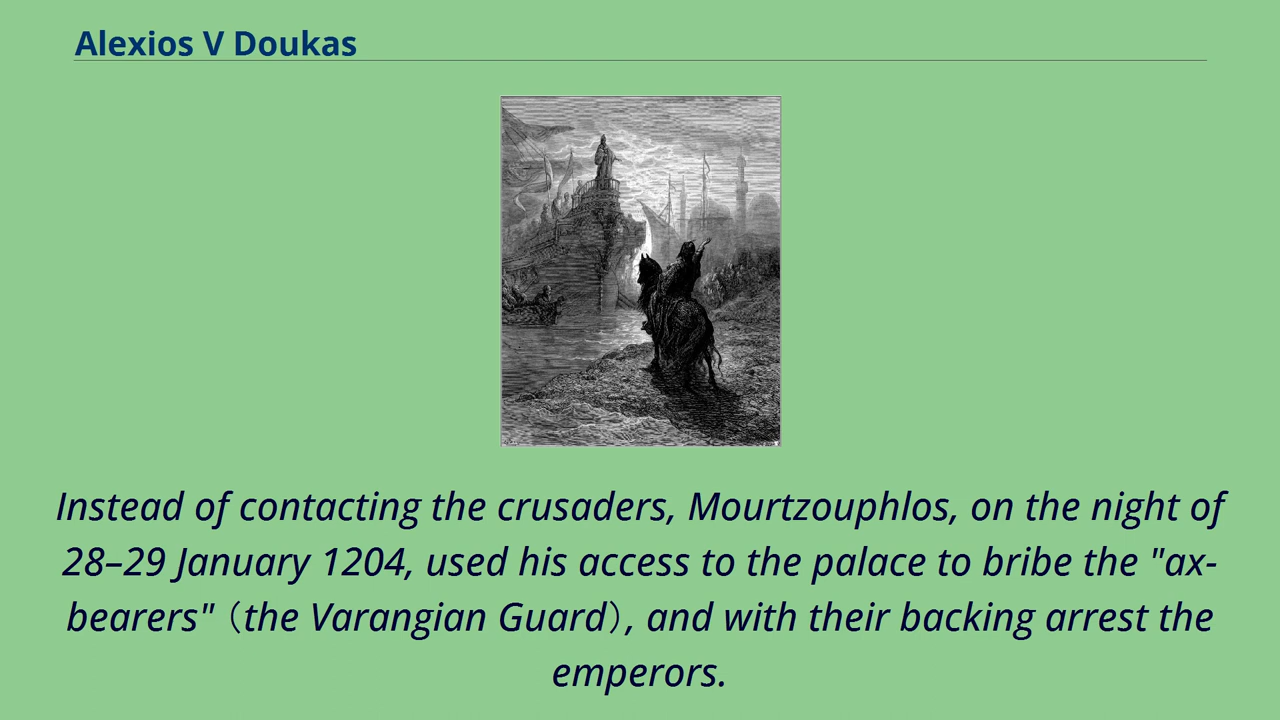 Alexios V Doukas
Instead of contacting the crusaders, Mourtzouphlos, on the night of
28–29 January 1204, used his access to the palace to bribe the "ax-
bearers" (the Varangian Guard), and with their backing arrest the
emperors.